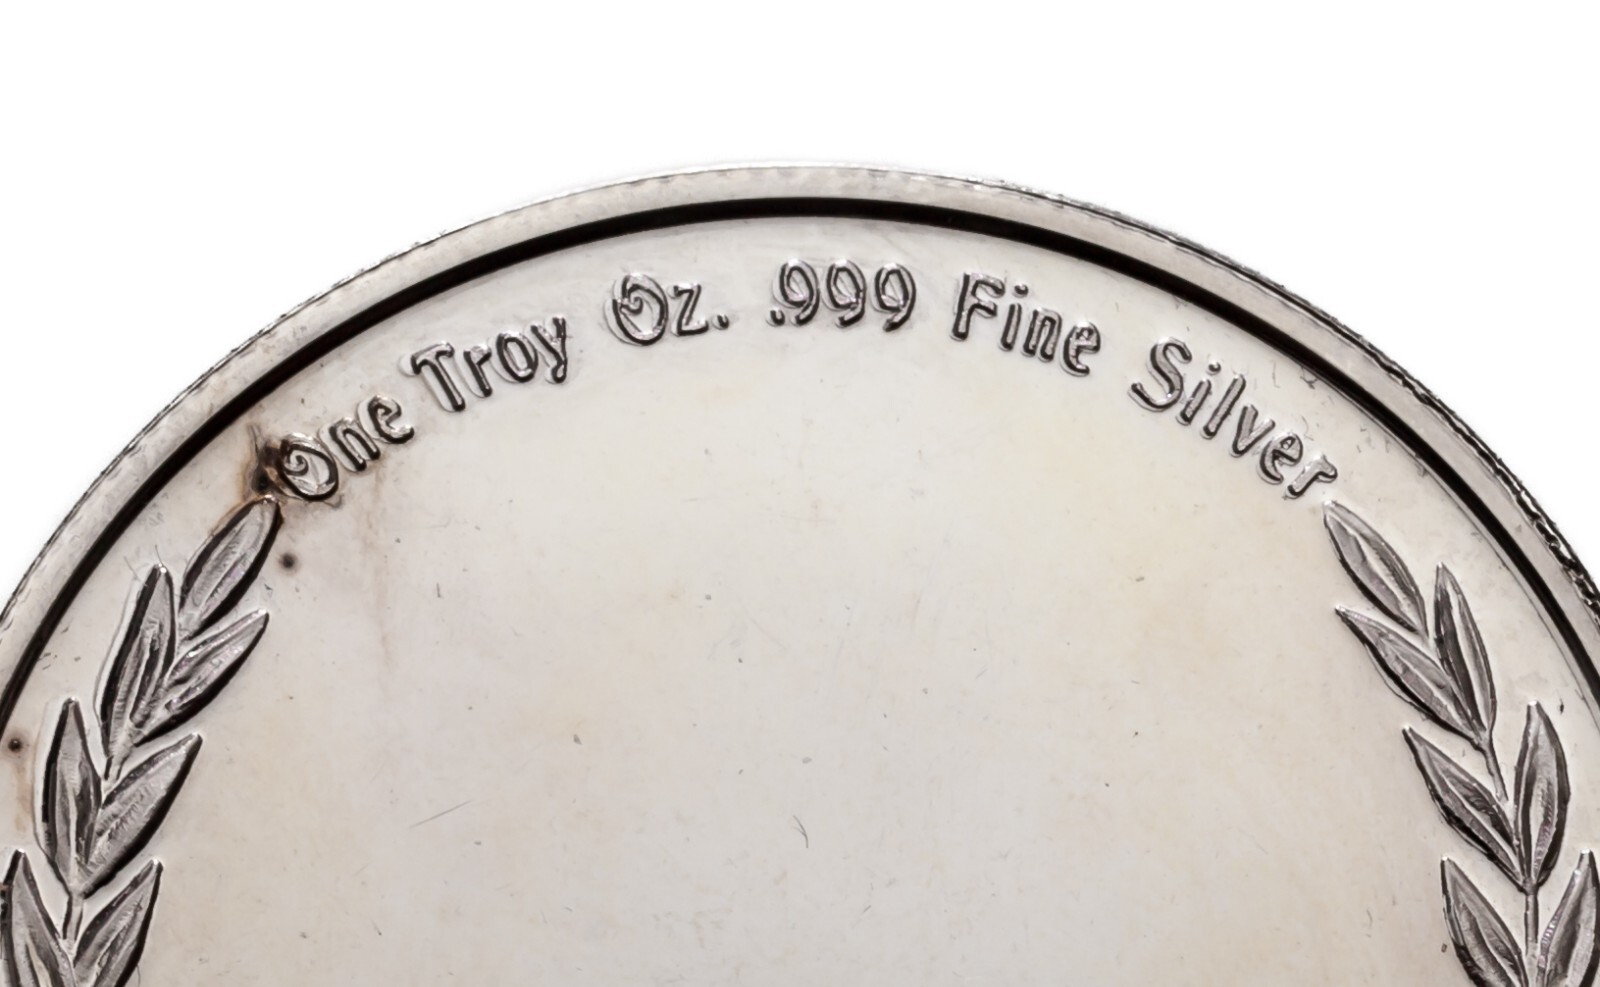 One Troy Oz. .999 Fine Silver